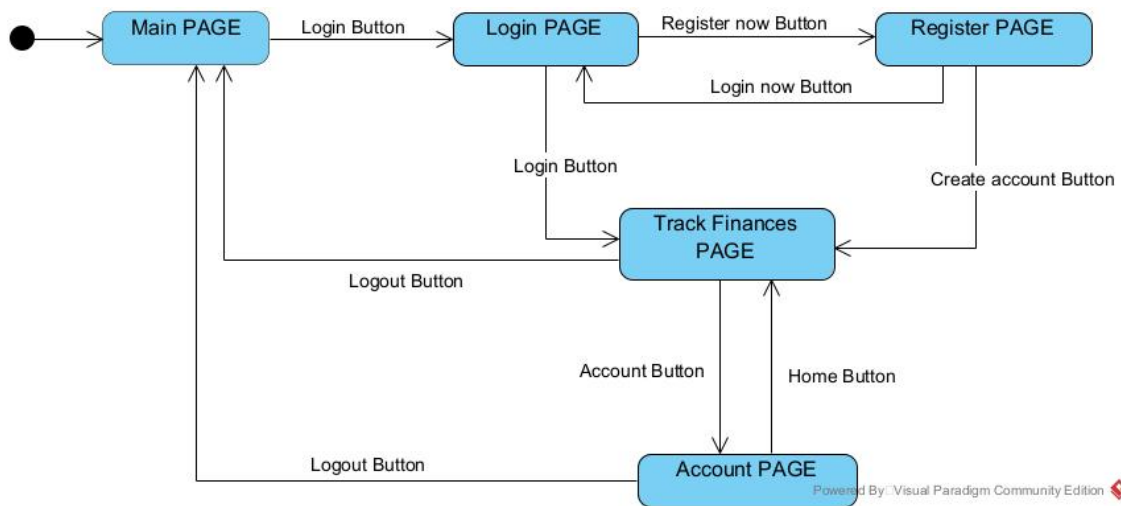 Main PAGE
Login Button
Login PAGE
Register now Button
Register PAGE
Login now Button
Login Button
Create account Button
Track Finances
PAGE
Logout Button
Account Button
Home Button
Logout Button
Account PAGE
Powered By Visual Paradigm Community Edition